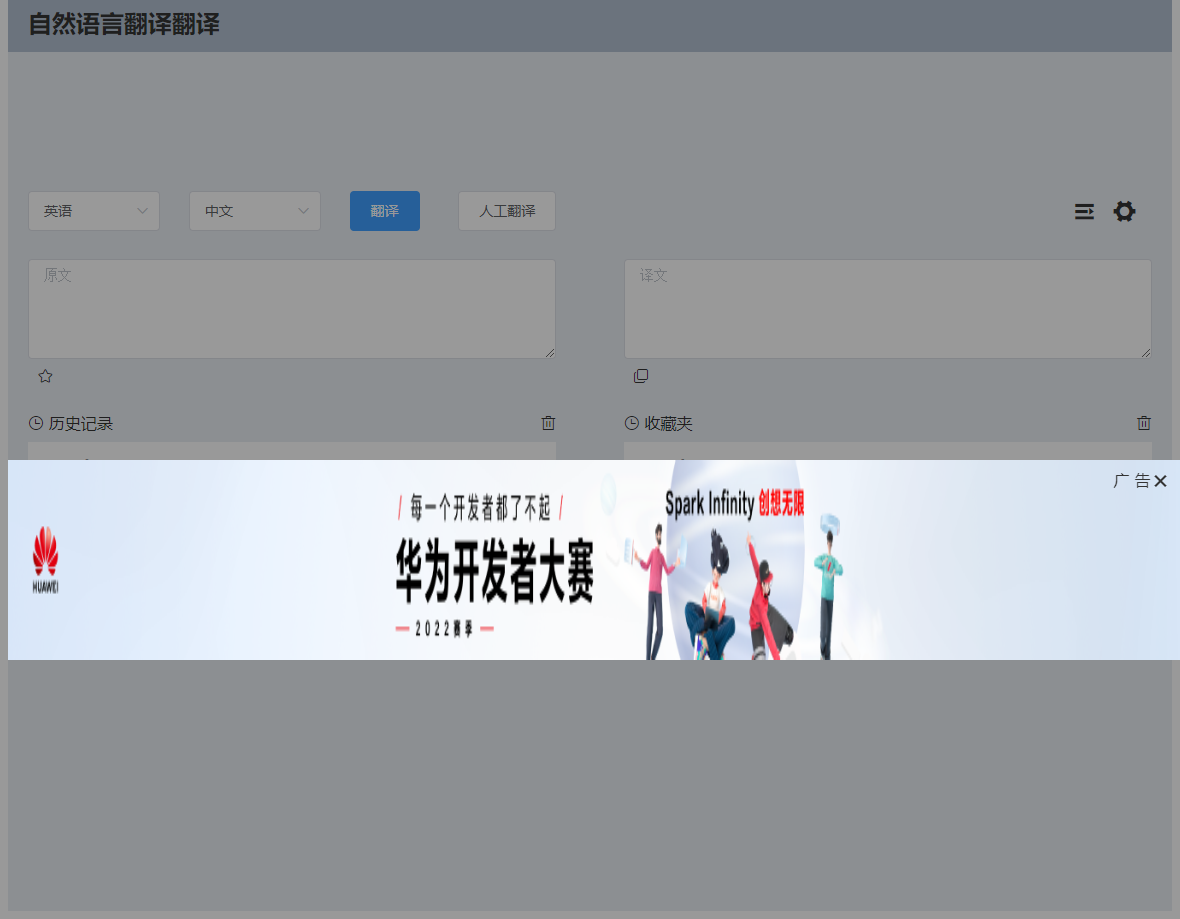 自然语言翻译翻译
英语
中文
翻译
人工翻译
原文
译文
历史记录
收藏夹
广 告
HUAWEI
/ 每一个开发者都了不起 /
华为开发者大赛
2022赛季
Spark Infinity 创想无限